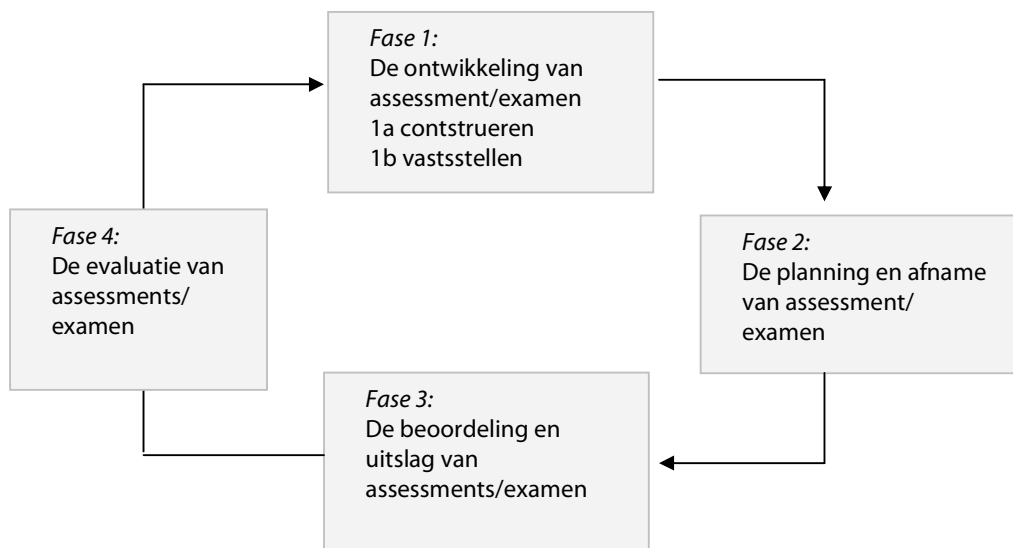 Fase 1:
De ontwikkeling van
assessment/examen
1a contstrueren
1b vastsstellen
Fase 2:
De planning en afname
van assessment/
examen
Fase 3:
De beoordeling en
uitslag van
assessments/examen
Fase 4:
De evaluatie van
assessments/
examen